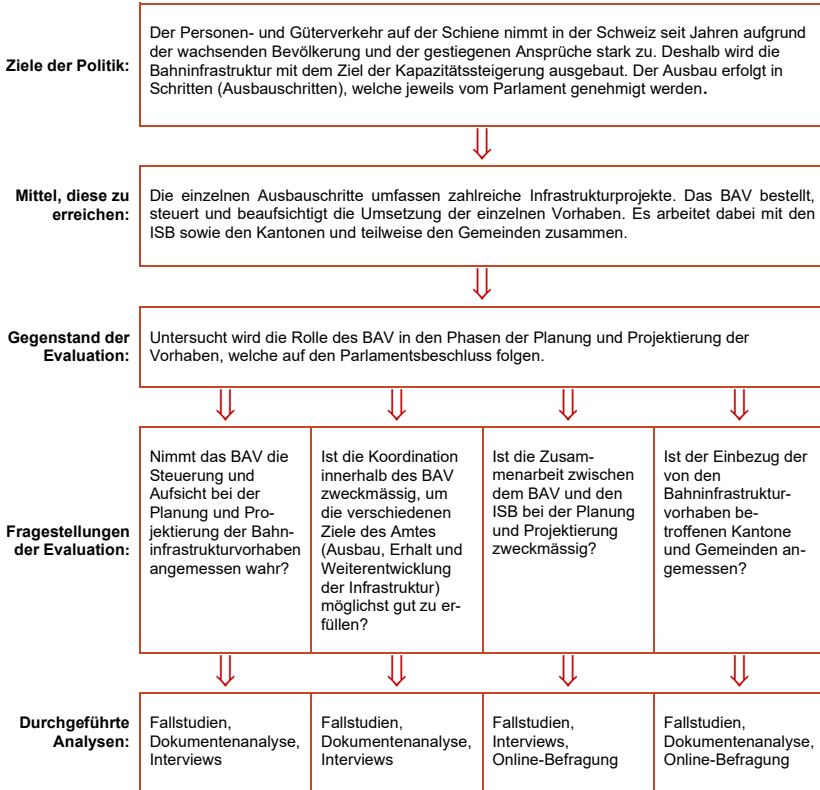 Ziele der Politik:
Der Personen- und Güterverkehr auf der Schiene nimmt in der Schweiz seit Jahren aufgrund
der wachsenden Bevölkerung und der gestiegenen Ansprüche stark zu. Deshalb wird die
Bahninfrastruktur mit dem Ziel der Kapazitätssteigerung ausgebaut. Der Ausbau erfolgt in
Schritten (Ausbauschritten), welche jeweils vom Parlament genehmigt werden.
Mittel, diese zu
erreichen:
Die einzelnen Ausbauschritte umfassen zahlreiche Infrastrukturprojekte. Das BAV bestellt,
steuert und beaufsichtigt die Umsetzung der einzelnen Vorhaben. Es arbeitet dabei mit den
ISB sowie den Kantonen und teilweise den Gemeinden zusammen.
Gegenstand der
Evaluation:
Untersucht wird die Rolle des BAV in den Phasen der Planung und Projektierung der
Vorhaben, welche auf den Parlamentsbeschluss folgen.
Fragestellungen
der Evaluation:
Nimmt das BAV die
Steuerung und
Aufsicht bei der
Planung und Pro-
jektierung der Bahn-
infrastrukturvorhaben
angemessen wahr?
Ist die Koordination
innerhalb des BAV
zweckmässig, um
die verschiedenen
Ziele des Amtes
(Ausbau, Erhalt und
Weiterentwicklung
der Infrastruktur)
möglichst gut zu er-
füllen?
Ist die Zusam-
menarbeit zwischen
dem BAV und den
ISB bei der Planung
und Projektierung
zweckmässig?
Ist der Einbezug der
von den
Bahninfrastruktur-
vorhaben be-
troffenen Kantone
und Gemeinden an-
gemessen?
Durchgeführte
Analysen:
Fallstudien,
Dokumentenanalyse,
Interviews
Fallstudien,
Dokumentenanalyse,
Interviews
Fallstudien,
Interviews,
Online-Befragung
Fallstudien,
Dokumentenanalyse,
Online-Befragung